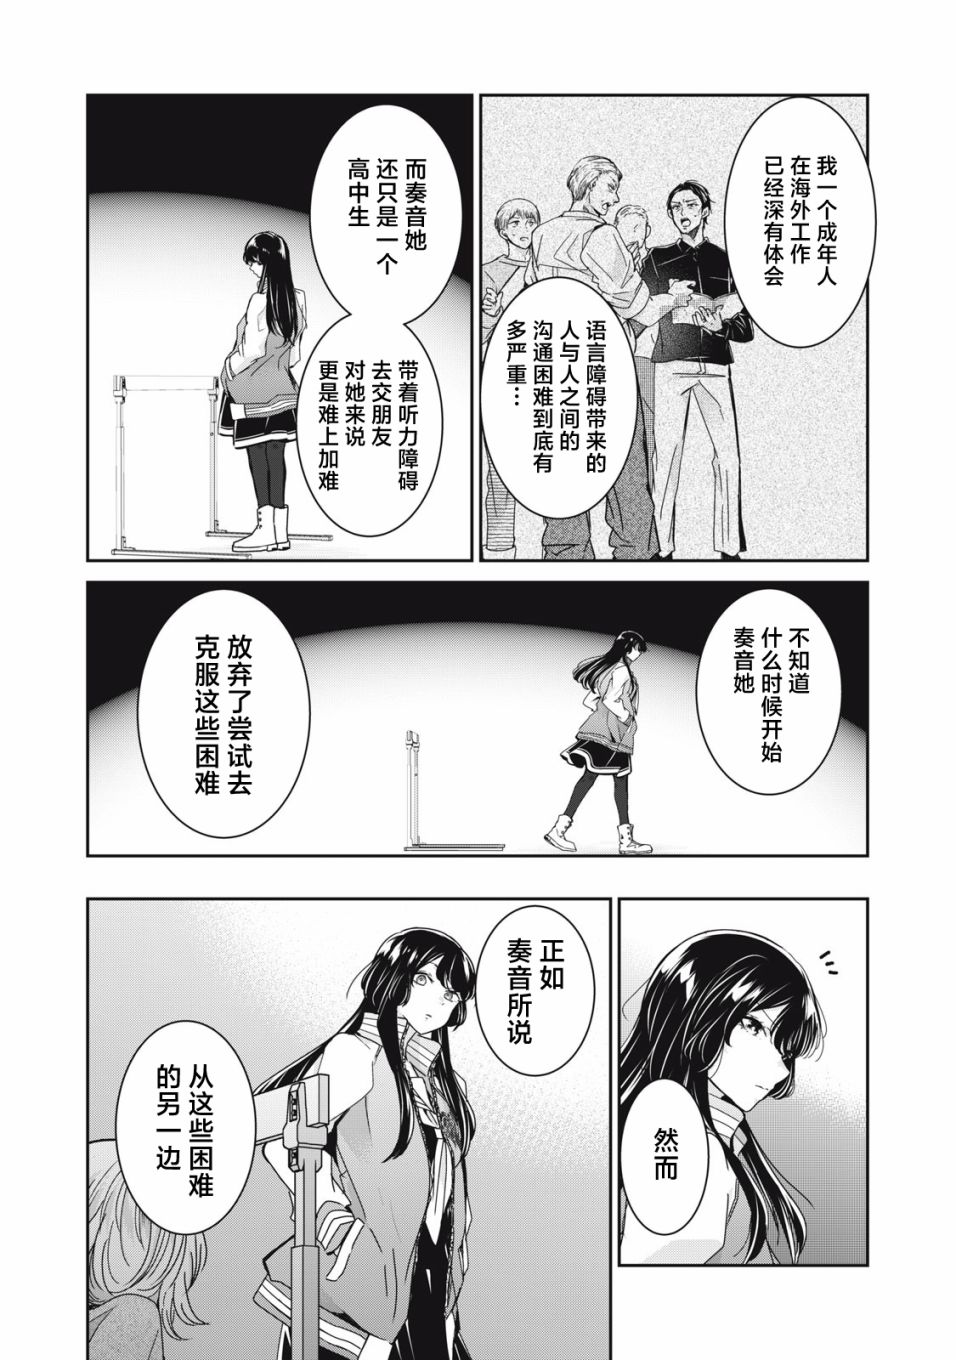 我一个成年人
在海外工作
已经深有体会
语言障碍带来的
人与人之间的
沟通困难到底有
多严重…
而奏音她
还只是一个
高中生
带着听力障碍
去交朋友
对她来说
更是难上加难
不知道
什么时候开始
奏音她
放弃了尝试去
克服这些困难
然而
正如
奏音所说
从这些困难
的另一边